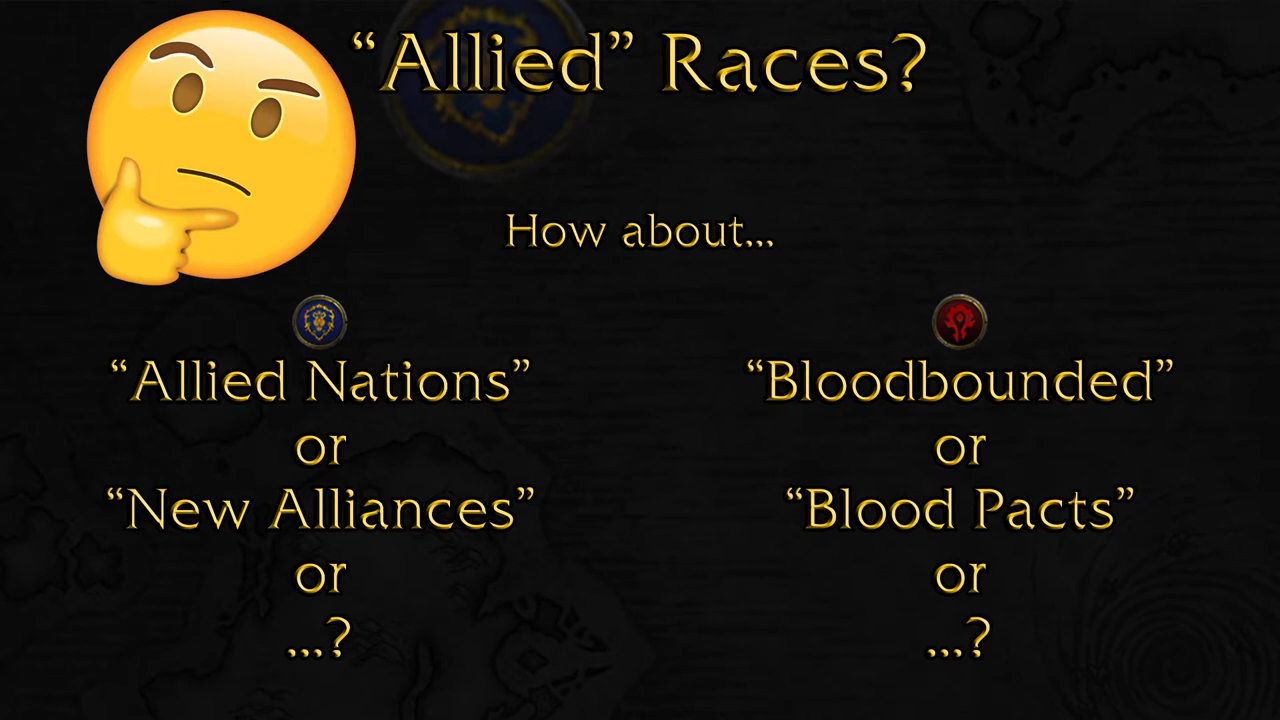 “Allied” Races?
How about...
“Allied Nations”
or
“New Alliances”
or
...?
“Bloodbounded”
or
“Blood Pacts”
or
...?